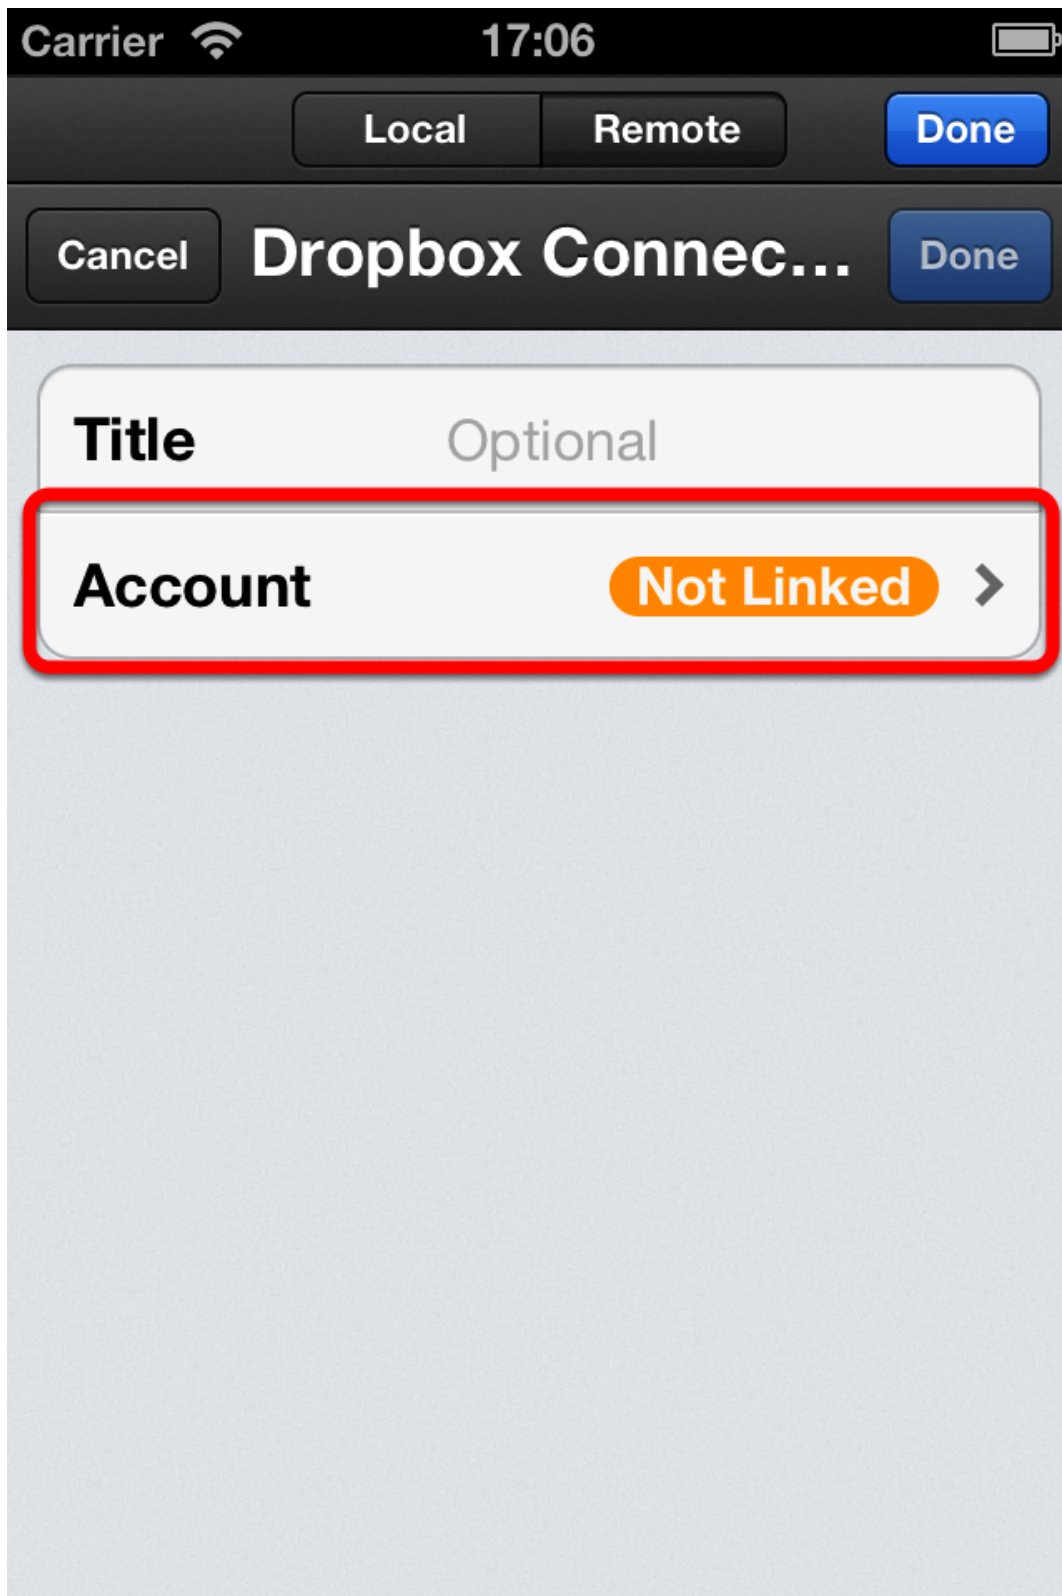 Carrier 17:06
Local Remote Done
Cancel Dropbox Connec... Done
Title Optional
Account Not Linked